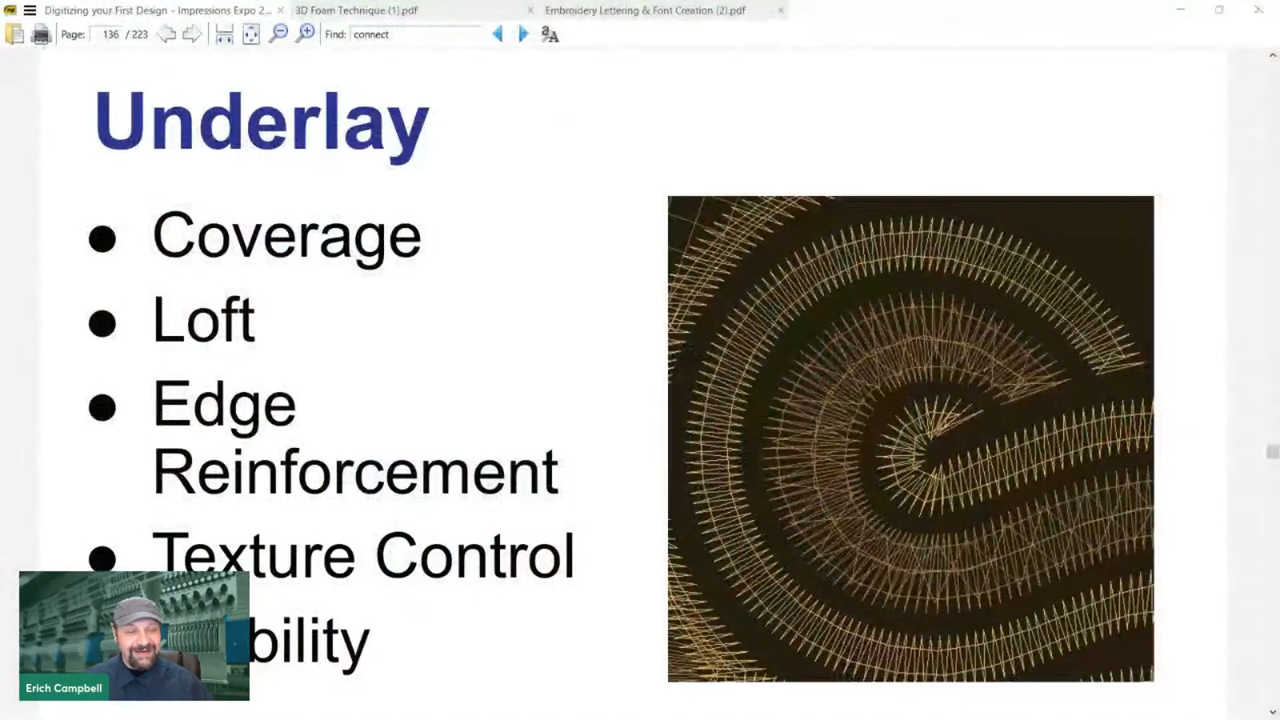 Digitizing your First Design - Impressions Expo 2... × 3D Foam Technique (1).pdf × Embroidery Lettering & Font Creation (2).pdf ×
Page: 136 / 223 Find: connect
Underlay
● Coverage
● Loft
● Edge
Reinforcement
● Texture Control
bility
Erich Campbell